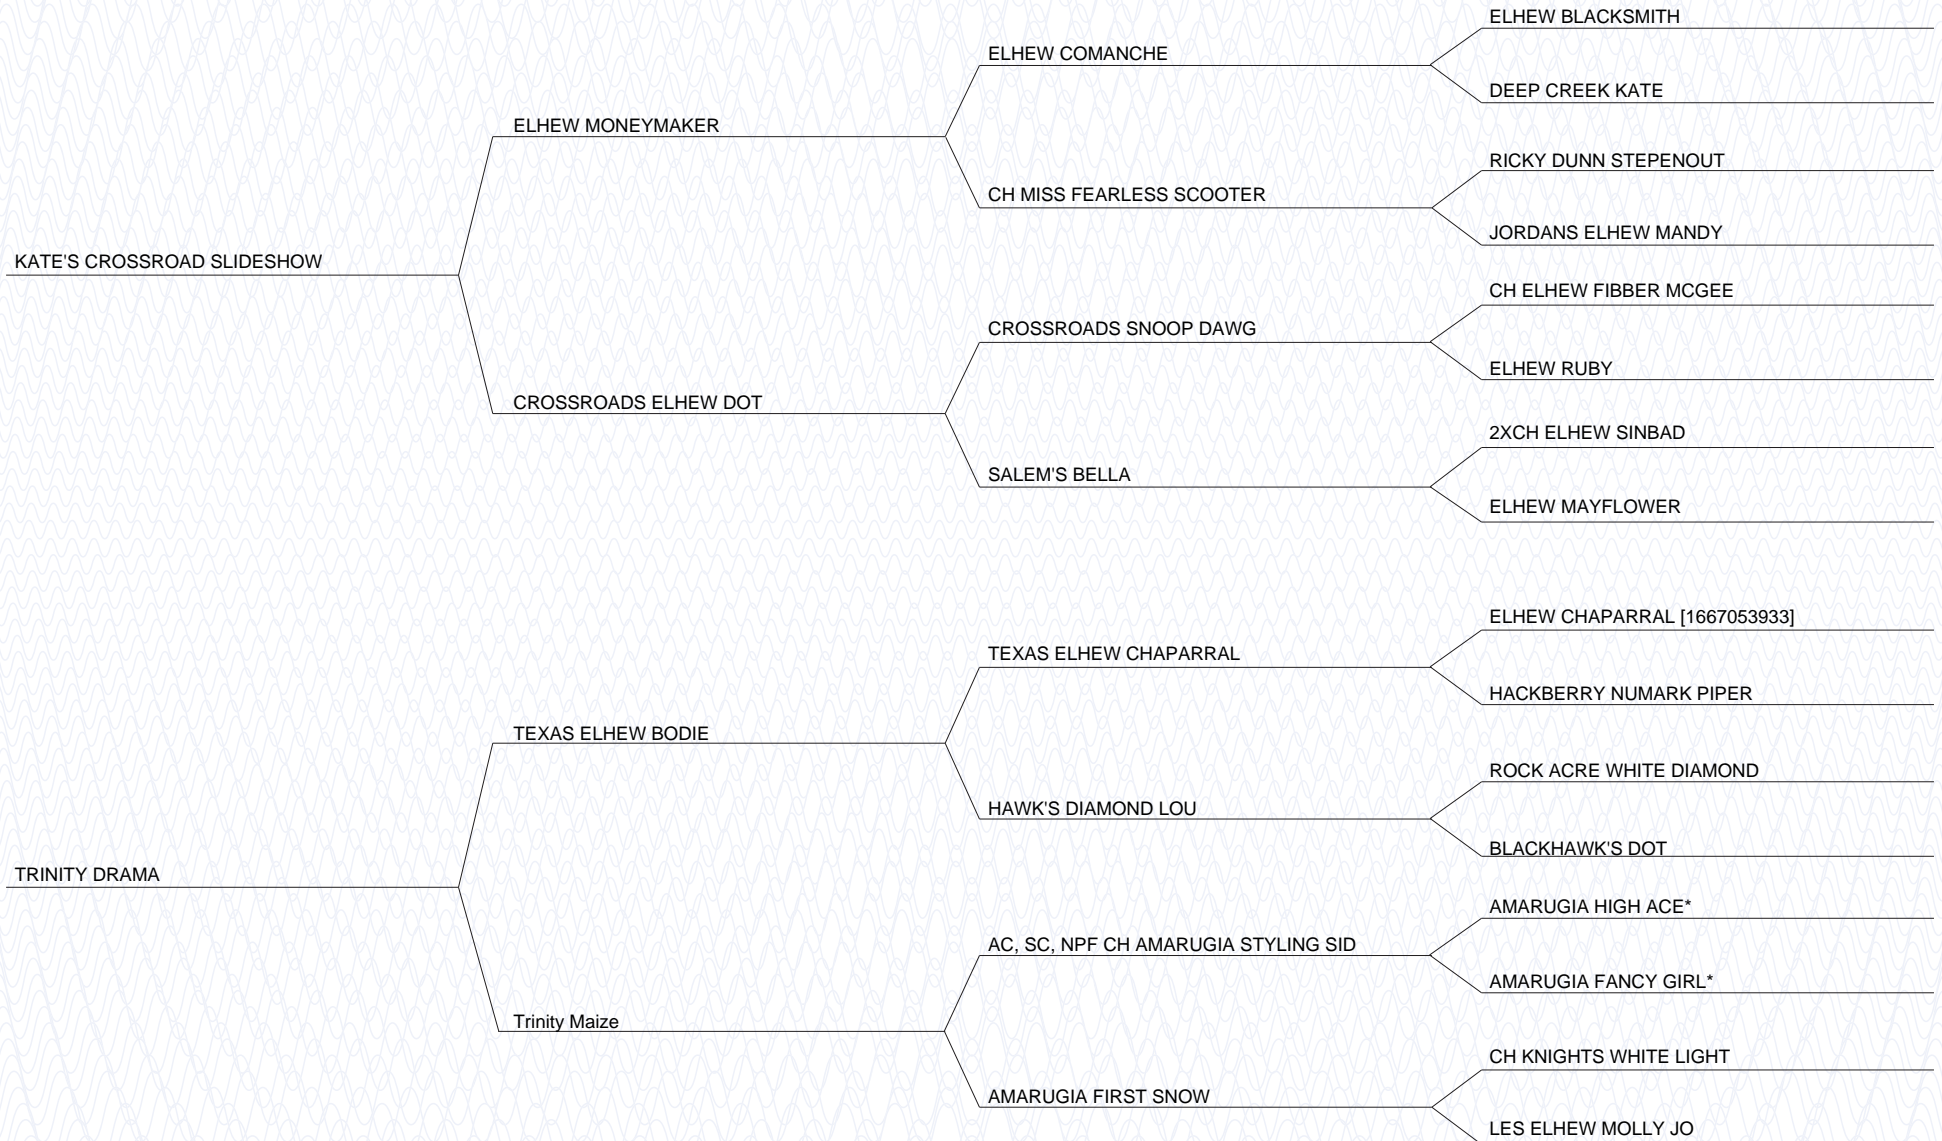 ELHEW BLACKSMITH
ELHEW COMANCHE
DEEP CREEK KATE
ELHEW MONEYMAKER
RICKY DUNN STEPENOUT
CH MISS FEARLESS SCOOTER
JORDANS ELHEW MANDY
KATE'S CROSSROAD SLIDESHOW
CH ELHEW FIBBER MCGEE
CROSSROADS SNOOP DAWG
ELHEW RUBY
CROSSROADS ELHEW DOT
2XCH ELHEW SINBAD
SALEM'S BELLA
ELHEW MAYFLOWER
ELHEW CHAPARRAL [1667053933]
TEXAS ELHEW CHAPARRAL
HACKBERRY NUMARK PIPER
TEXAS ELHEW BODIE
ROCK ACRE WHITE DIAMOND
HAWK'S DIAMOND LOU
BLACKHAWK'S DOT
TRINITY DRAMA
AMARUGIA HIGH ACE*
AC, SC, NPF CH AMARUGIA STYLING SID
AMARUGIA FANCY GIRL*
Trinity Maize
CH KNIGHTS WHITE LIGHT
AMARUGIA FIRST SNOW
LES ELHEW MOLLY JO